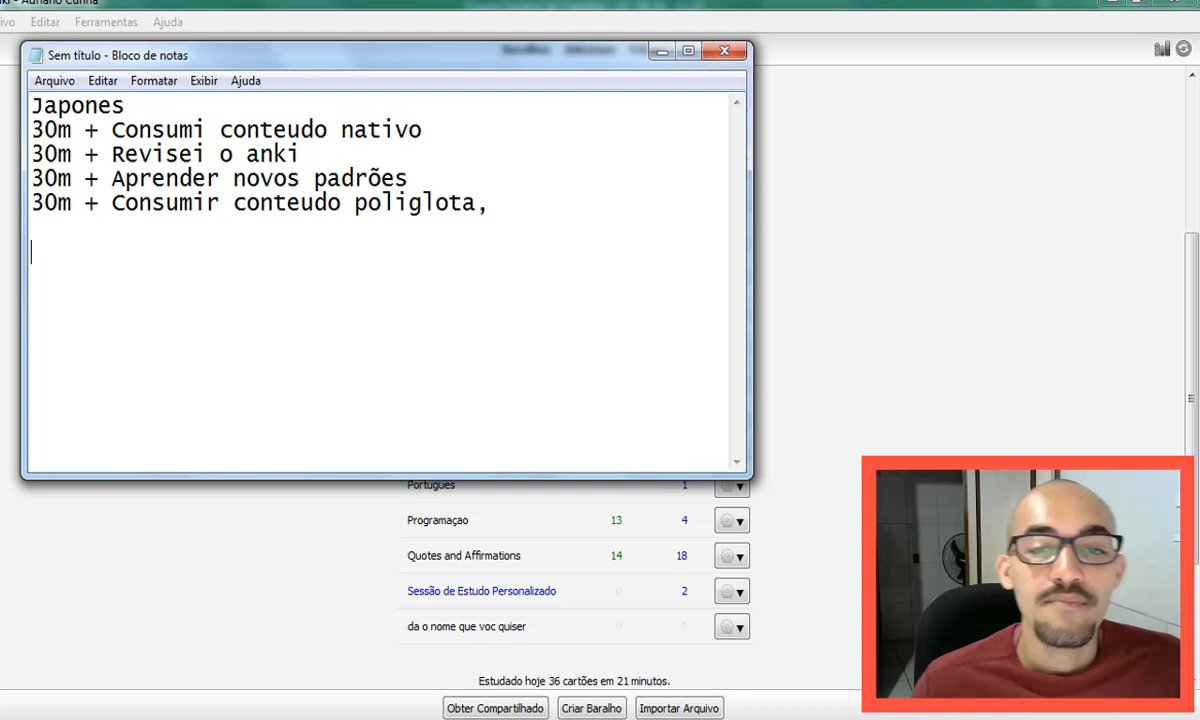 Adriano Cunha
Editar Ferramentas Ajuda
Sem título - Bloco de notas
Arquivo Editar Formatar Exibir Ajuda
Japones
30m + Consumi conteudo nativo
30m + Revisei o anki
30m + Aprender novos padrões
30m + Consumir conteudo poliglota,
Portugues 1
Programaçao 13 4
Quotes and Affirmations 14 18
Sessão de Estudo Personalizado 0 2
da o nome que voc quiser 0 0
Estudado hoje 36 cartões em 21 minutos.
Obter Compartilhado Criar Baralho Importar Arquivo